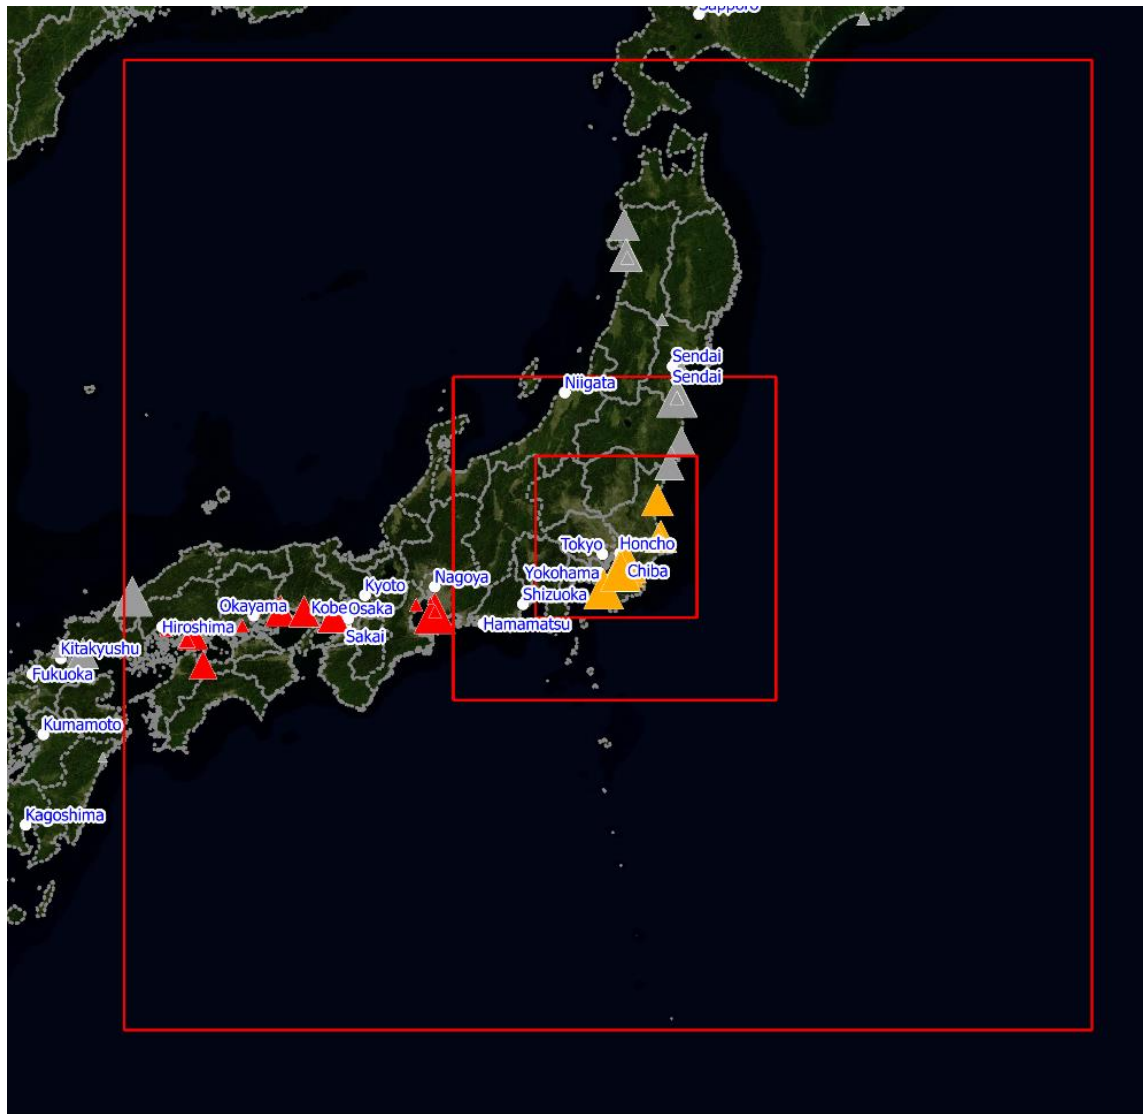 Sapporo
Sendai
Sendai
Niigata
Tokyo
Honcho
Yokohama
Chiba
Nagoya
Kyoto
Shizuoka
Okayama
Kobe
Osaka
Hiroshima
Hamamatsu
Sakai
Kitakyushu
Fukuoka
Kumamoto
Kagoshima